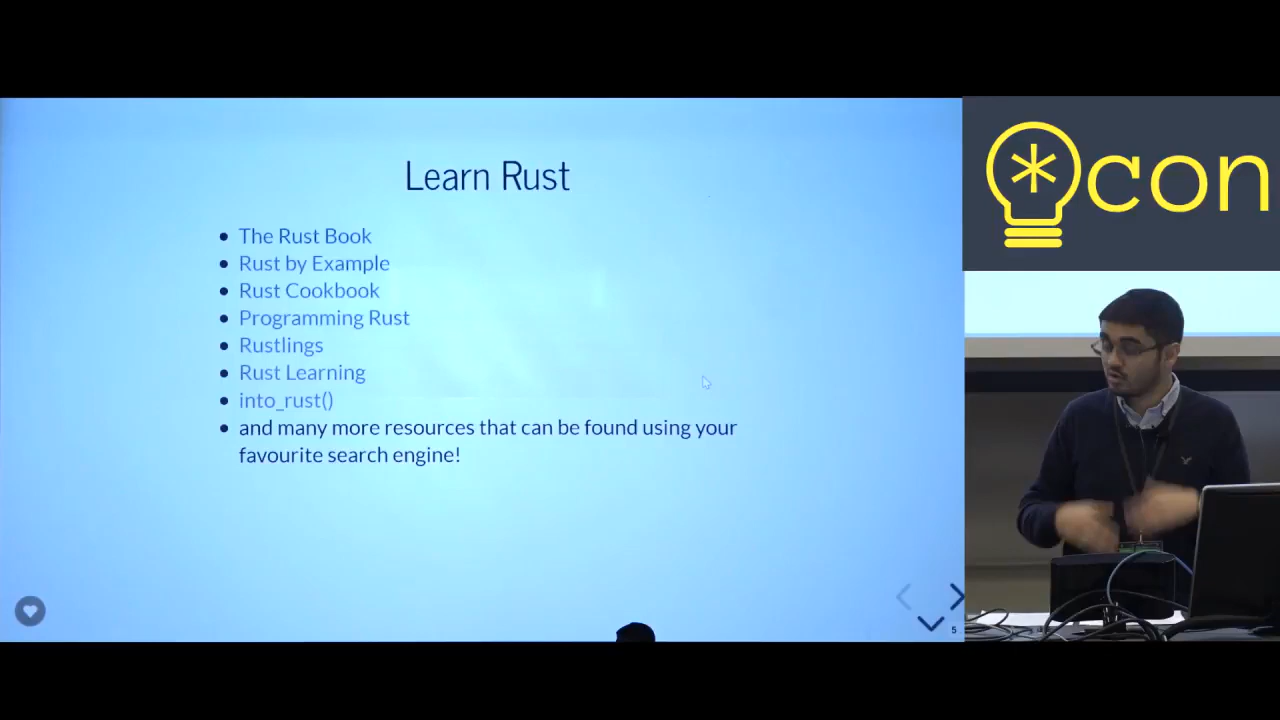 Learn Rust
The Rust Book
Rust by Example
Rust Cookbook
Programming Rust
Rustlings
Rust Learning
into_rust()
and many more resources that can be found using your
favourite search engine!
5
*con